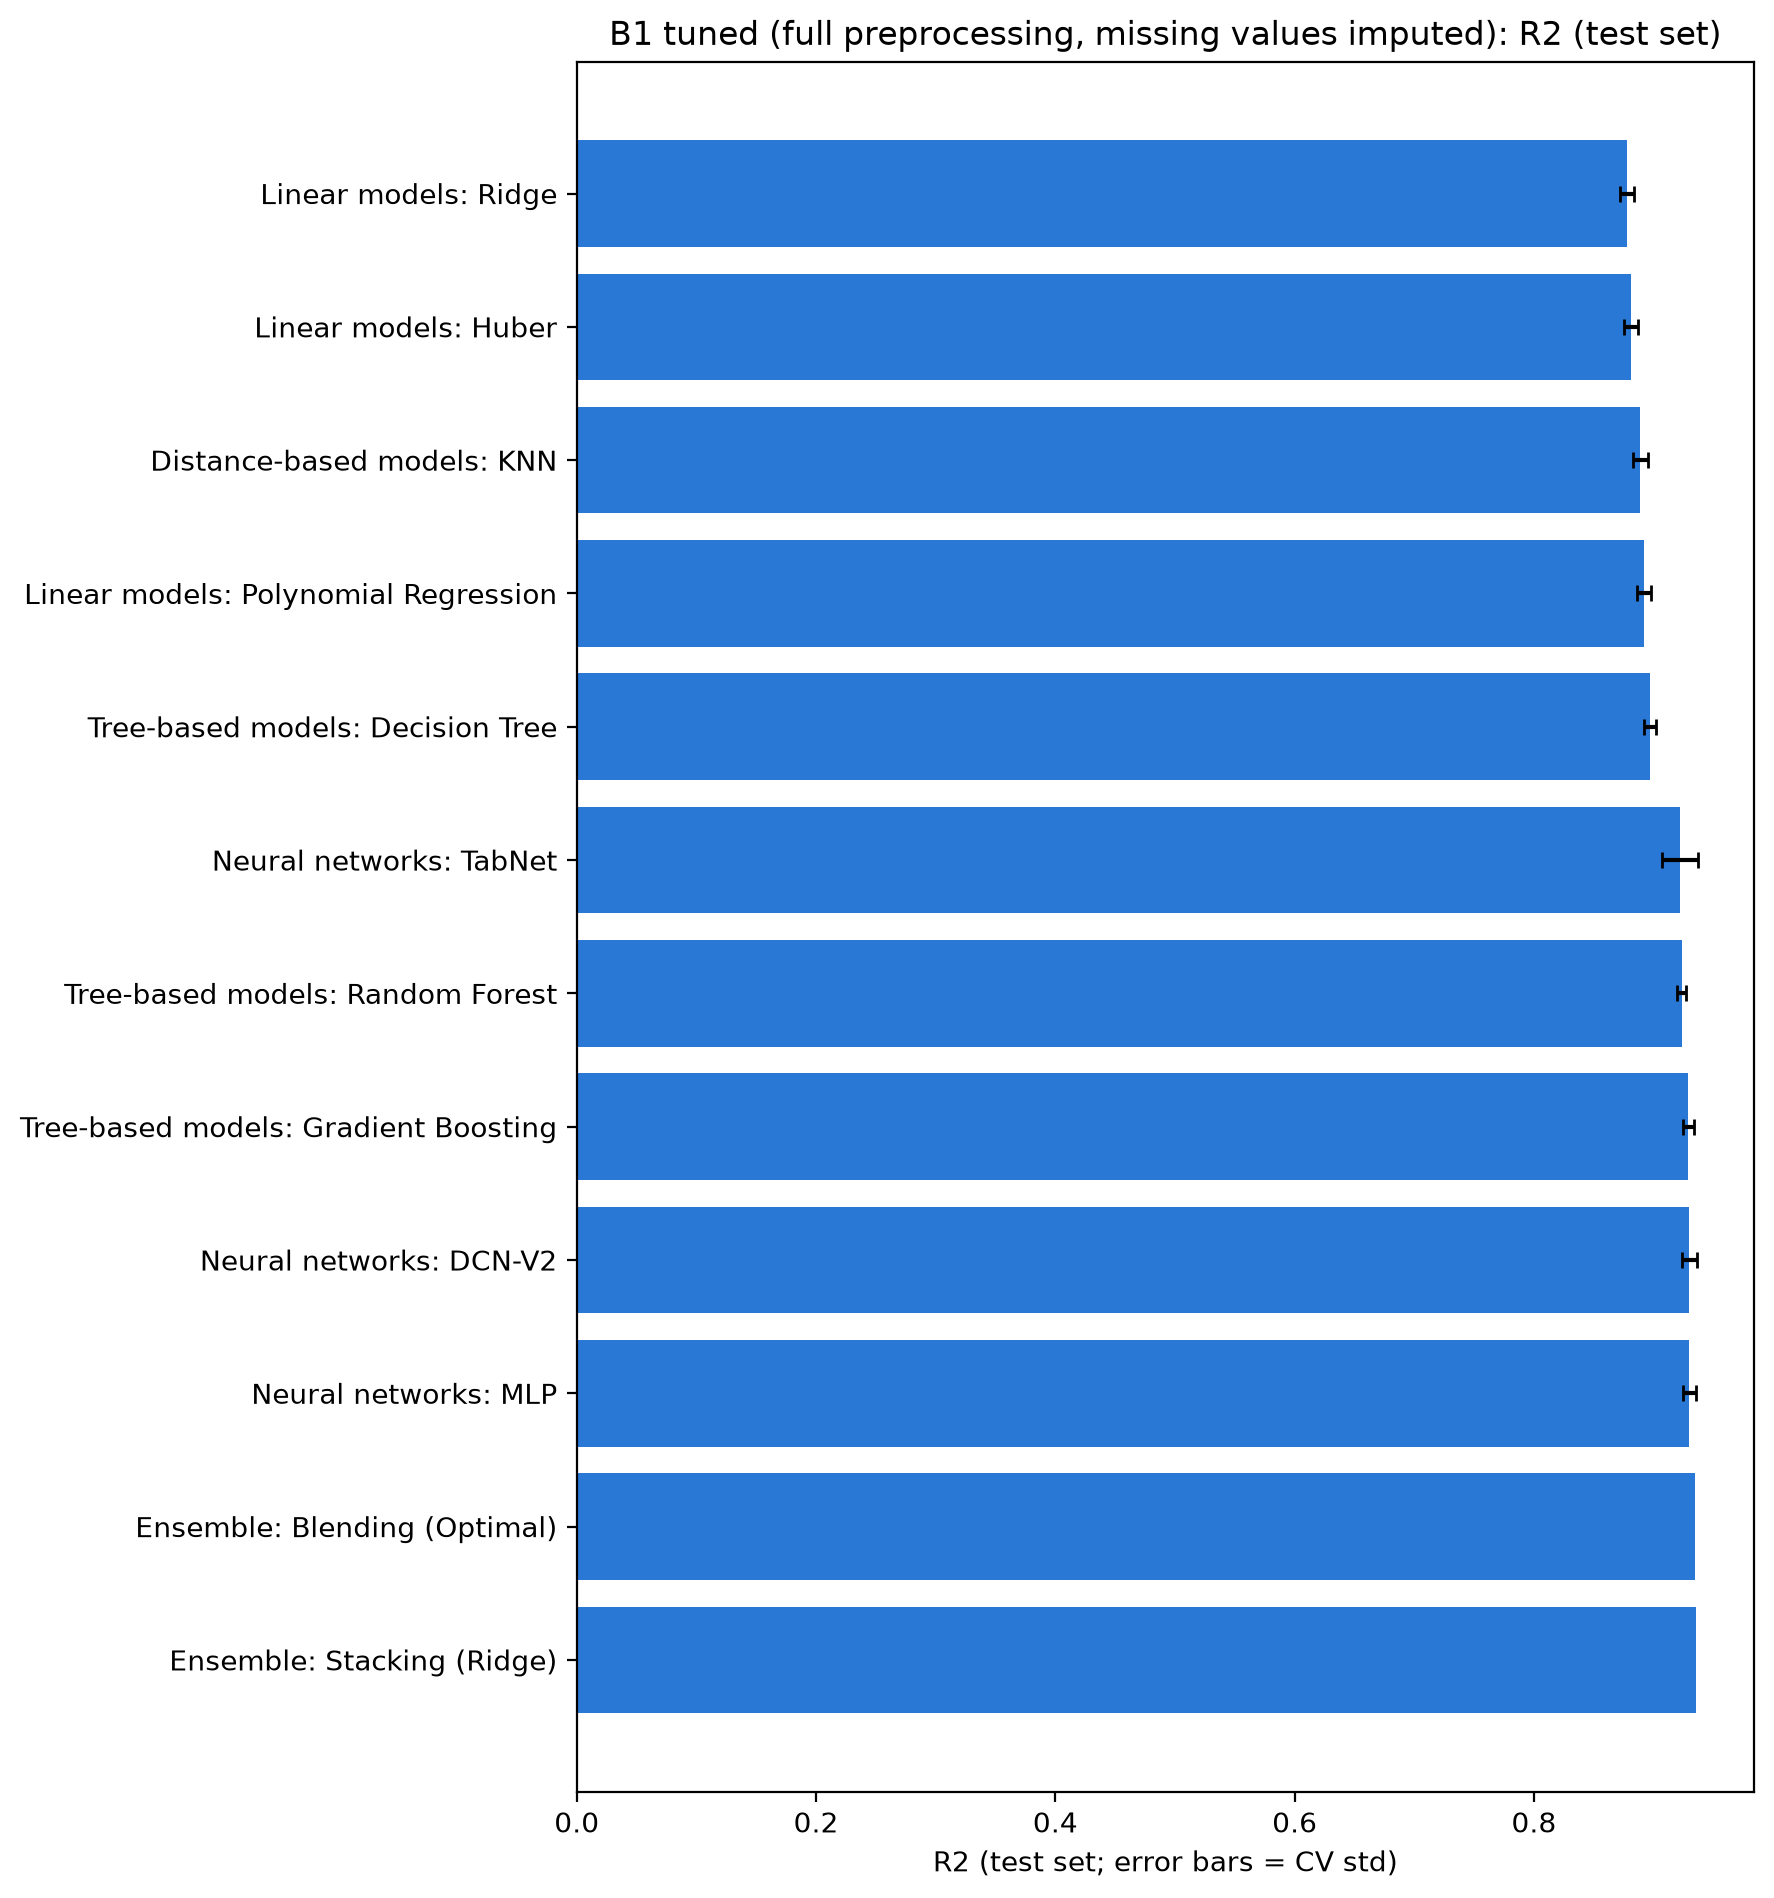 B1 tuned (full preprocessing, missing values imputed): R2 (test set)
Linear models: Ridge
Linear models: Huber
Distance-based models: KNN
Linear models: Polynomial Regression
Tree-based models: Decision Tree
Neural networks: TabNet
Tree-based models: Random Forest
Tree-based models: Gradient Boosting
Neural networks: DCN-V2
Neural networks: MLP
Ensemble: Blending (Optimal)
Ensemble: Stacking (Ridge)
0.0 0.2 0.4 0.6 0.8
R2 (test set; error bars = CV std)